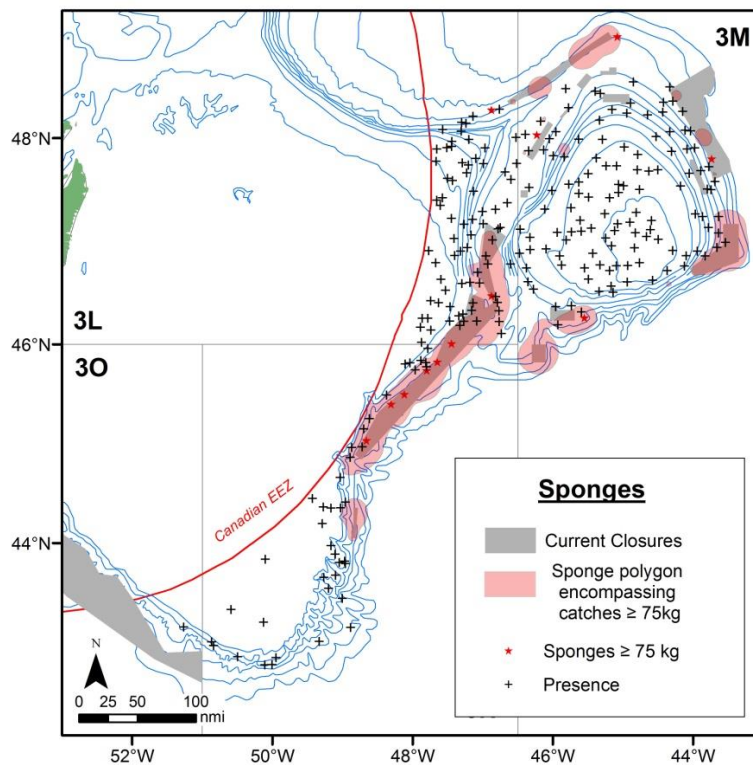 3M
48°N
3L
46°N
3O
Canadian EEZ
44°N
N
0 25 50 100
nmi
Sponges
Current Closures
Sponge polygon
encompassing
catches ≥ 75kg
Sponges ≥ 75 kg
Presence
52°W 50°W 48°W 46°W 44°W